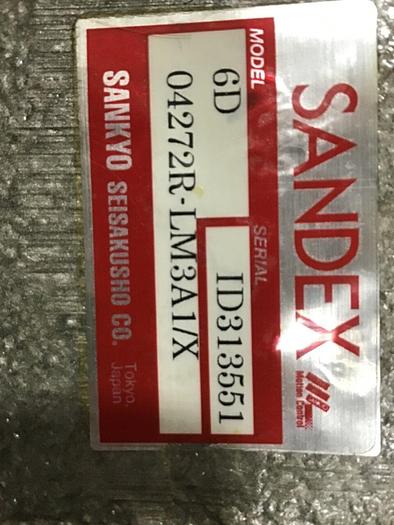 SANDEX
Motion Control
MODEL
SERIAL
6D
ID313551
04272R-LM3A1/X
SANKYO SEISAKUSHO CO.
Tokyo,
Japan